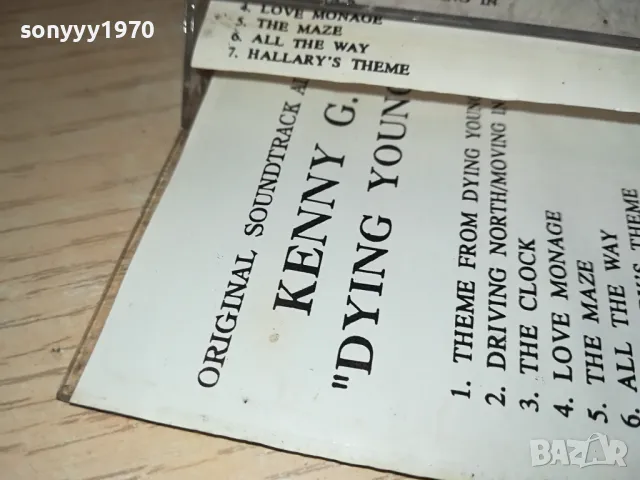 sonyyy1970
IN
4. LOVE MONAGE
5. THE MAZE
6. ALL THE WAY
7. HALLARY'S THEME
ORIGINAL SOUNDTRACK
KENNY G.
"DYING YOUNG
1. THEME FROM DYING YOUNG
2. DRIVING NORTH/MOVING IN
3. THE CLOCK
4. LOVE MONAGE
5. THE MAZE
6. ALL THE WAY
THEME
BAZAR